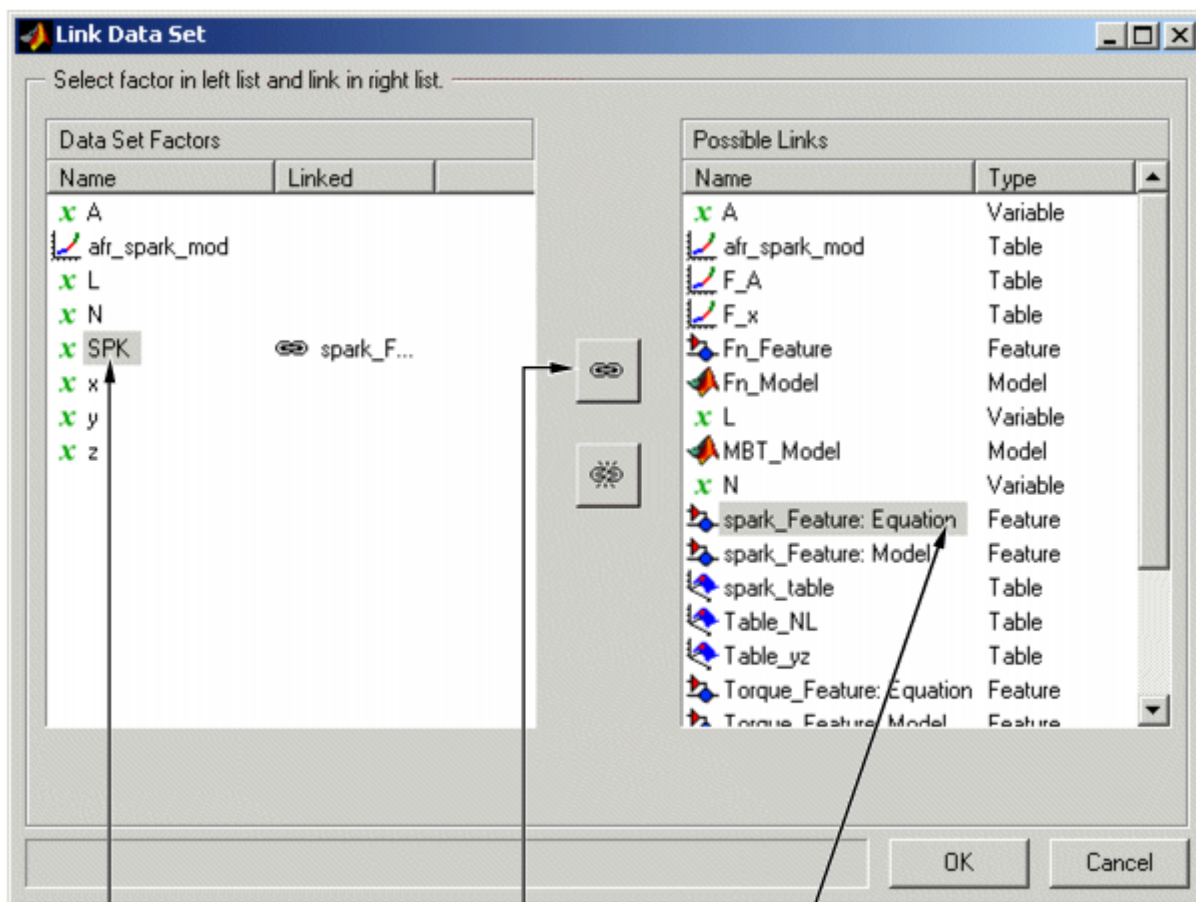 Link Data Set
Select factor in left list and link in right list.
Data Set Factors
Name Linked
x A
afr_spark_mod
x L
x N
x SPK spark_F...
x x
x y
x z
Possible Links
Name Type
x A Variable
afr_spark_mod Table
F_A Table
F_x Table
Fn_Feature Feature
Fn_Model Model
x L Variable
MBT_Model Model
x N Variable
spark_Feature: Equation Feature
spark_Feature: Model Feature
spark_table Table
Table_NL Table
Table_yz Table
Torque_Feature: Equation Feature
Torque_Feature: Model Feature
OK Cancel